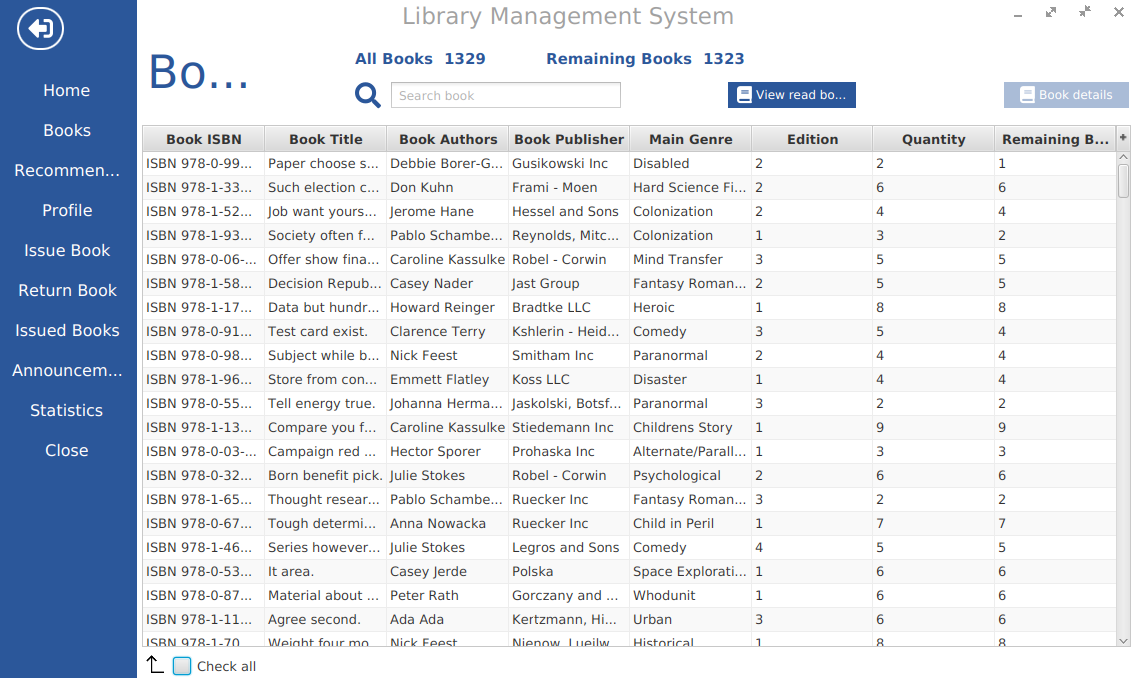 Library Management System
Home
Books
Recommen...
Profile
Issue Book
Return Book
Issued Books
Announcem...
Statistics
Close
Bo...
All Books 1329 Remaining Books 1323
Search book View read bo... Book details
Book ISBN Book Title Book Authors Book Publisher Main Genre Edition Quantity Remaining B... +
ISBN 978-0-99... Paper choose s... Debbie Borer-G... Gusikowski Inc Disabled 2 2 1
ISBN 978-1-33... Such election c... Don Kuhn Frami - Moen Hard Science Fi... 2 6 6
ISBN 978-1-52... Job want yours... Jerome Hane Hessel and Sons Colonization 2 4 4
ISBN 978-1-93... Society often f... Pablo Schambe... Reynolds, Mitc... Colonization 1 3 2
ISBN 978-0-06-... Offer show fina... Caroline Kassulke Robel - Corwin Mind Transfer 3 5 5
ISBN 978-1-58... Decision Repub... Casey Nader Jast Group Fantasy Roman... 2 5 5
ISBN 978-1-17... Data but hundr... Howard Reinger Bradtke LLC Heroic 1 8 8
ISBN 978-0-91... Test card exist. Clarence Terry Kshlerin - Heid... Comedy 3 5 4
ISBN 978-0-98... Subject while b... Nick Feest Smitham Inc Paranormal 2 4 4
ISBN 978-1-96... Store from con... Emmett Flatley Koss LLC Disaster 1 4 4
ISBN 978-0-55... Tell energy true. Johanna Herma... Jaskolski, Botsf... Paranormal 3 2 2
ISBN 978-1-13... Compare you f... Caroline Kassulke Stiedemann Inc Childrens Story 1 9 9
ISBN 978-0-03-... Campaign red ... Hector Sporer Prohaska Inc Alternate/Parall... 1 3 3
ISBN 978-0-32... Born benefit pick. Julie Stokes Robel - Corwin Psychological 2 6 6
ISBN 978-1-65... Thought resear... Pablo Schambe... Ruecker Inc Fantasy Roman... 3 2 2
ISBN 978-0-67... Tough determi... Anna Nowacka Ruecker Inc Child in Peril 1 7 7
ISBN 978-1-46... Series however... Julie Stokes Legros and Sons Comedy 4 5 5
ISBN 978-0-53... It area. Casey Jerde Polska Space Explorati... 1 6 6
ISBN 978-0-87... Material about ... Peter Rath Gorczany and ... Whodunit 1 6 6
ISBN 978-1-11... Agree second. Ada Ada Kertzmann, Hi... Urban 3 6 6
ISBN 978-1-70... Weight four mo... Nick Feest Nienow, Lueilw... Historical 1 8 8
Check all